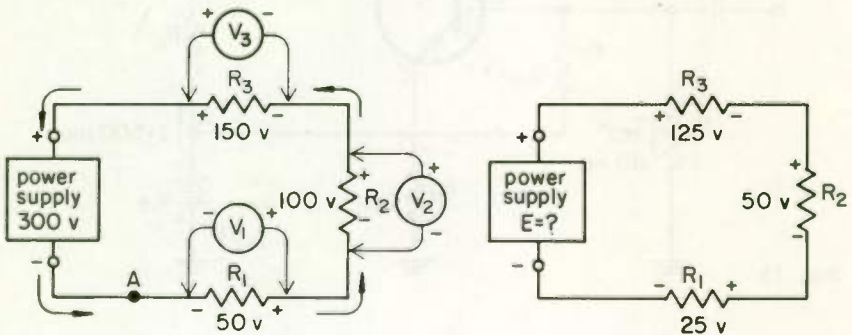 + V3 -
R3
+ -
150 v
+
power
supply
300 v
-
100 v
+
-
R2
+
V2
-
- V1 +
A
R1
- +
50 v
R3
+ -
125 v
+
power
supply
E=?
-
50 v
+
-
R2
R1
- +
25 v